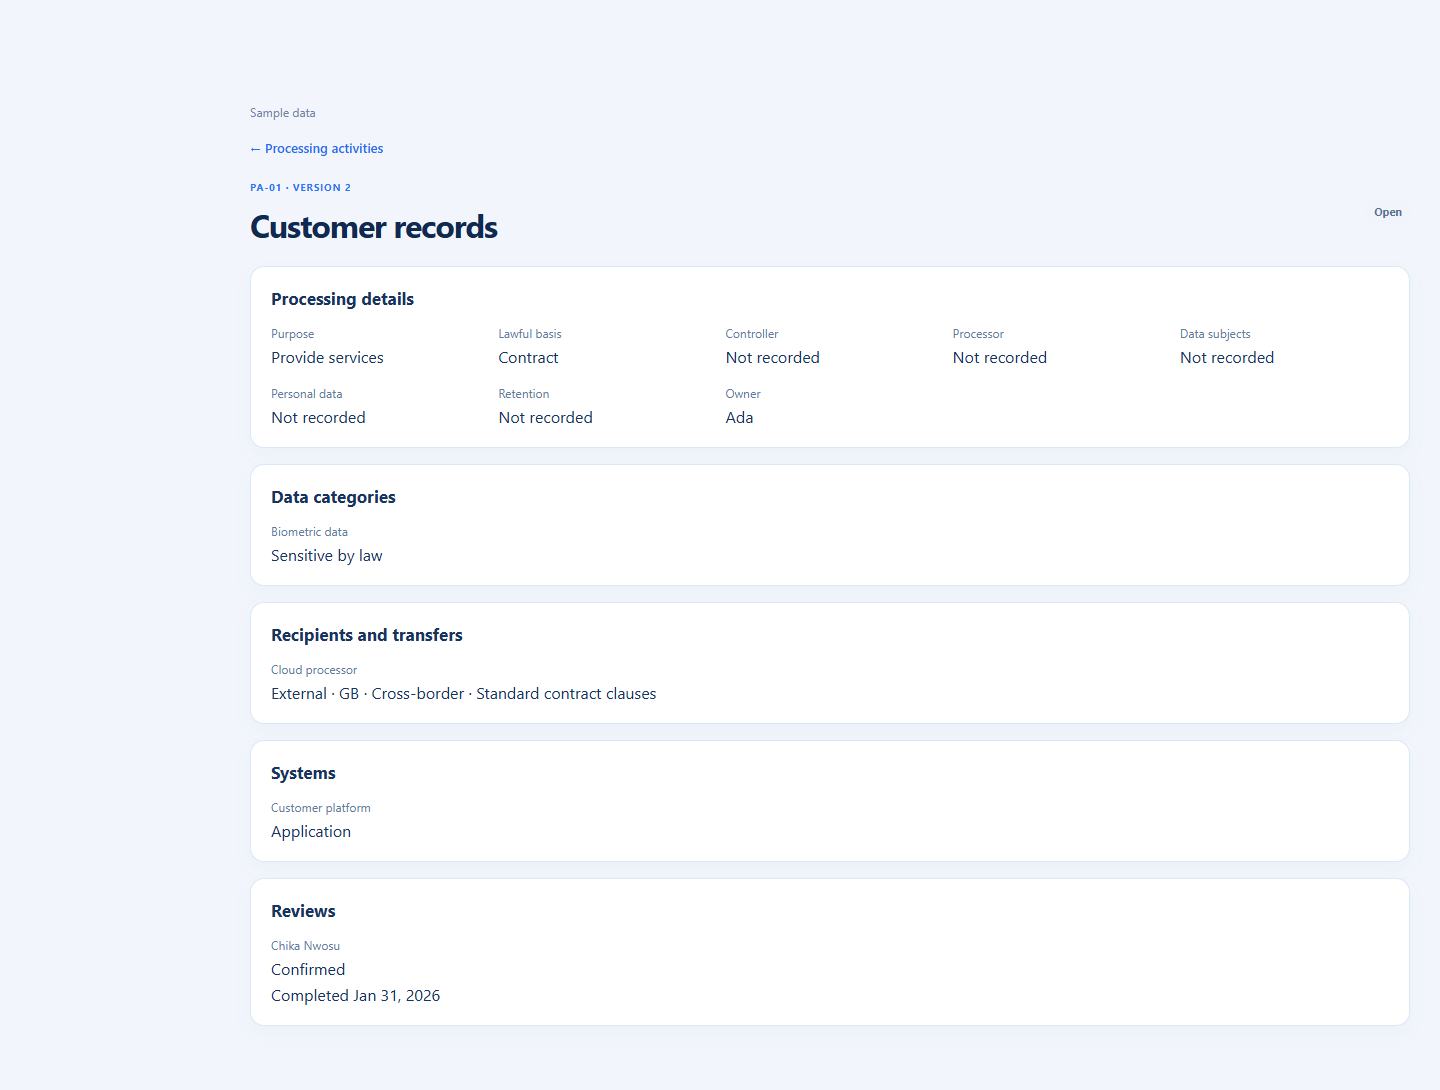 Sample data
← Processing activities
PA-01 · VERSION 2
Customer records
Open
Processing details
Purpose
Provide services
Lawful basis
Contract
Controller
Not recorded
Processor
Not recorded
Data subjects
Not recorded
Personal data
Not recorded
Retention
Not recorded
Owner
Ada
Data categories
Biometric data
Sensitive by law
Recipients and transfers
Cloud processor
External · GB · Cross-border · Standard contract clauses
Systems
Customer platform
Application
Reviews
Chika Nwosu
Confirmed
Completed Jan 31, 2026